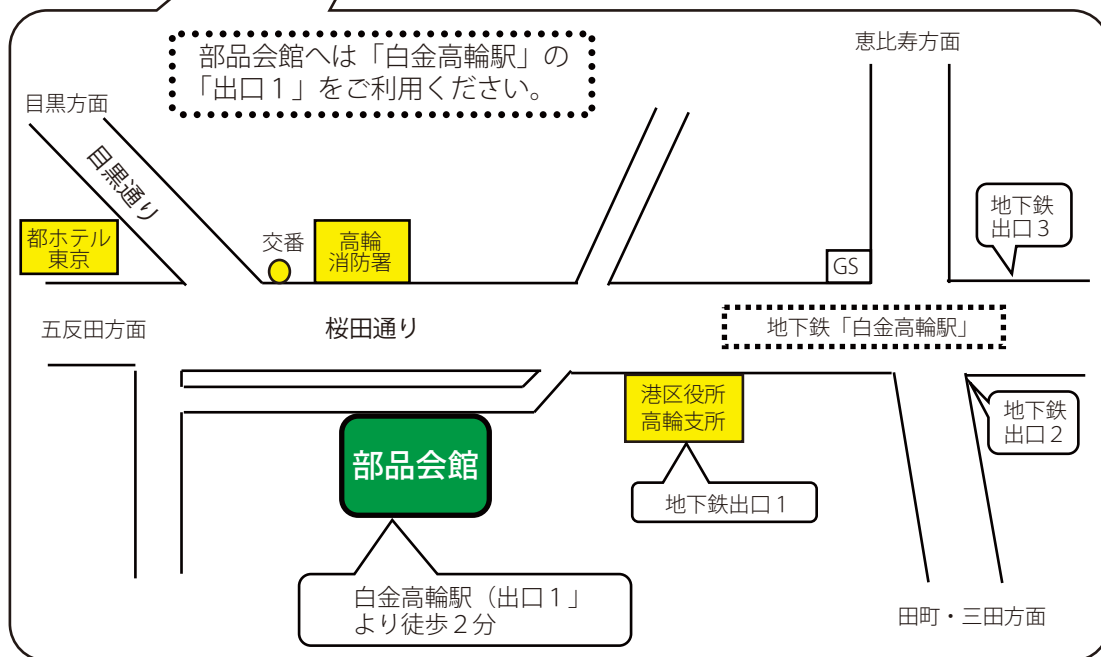 部品会館へは「白金高輪駅」の
「出口１」をご利用ください。
恵比寿方面
目黒方面
目黒通り
地下鉄
出口３
都ホテル
東京
交番
高輪
消防署
GS
五反田方面
桜田通り
地下鉄「白金高輪駅」
港区役所
高輪支所
地下鉄
出口２
部品会館
地下鉄出口１
白金高輪駅（出口１」
より徒歩２分
田町・三田方面